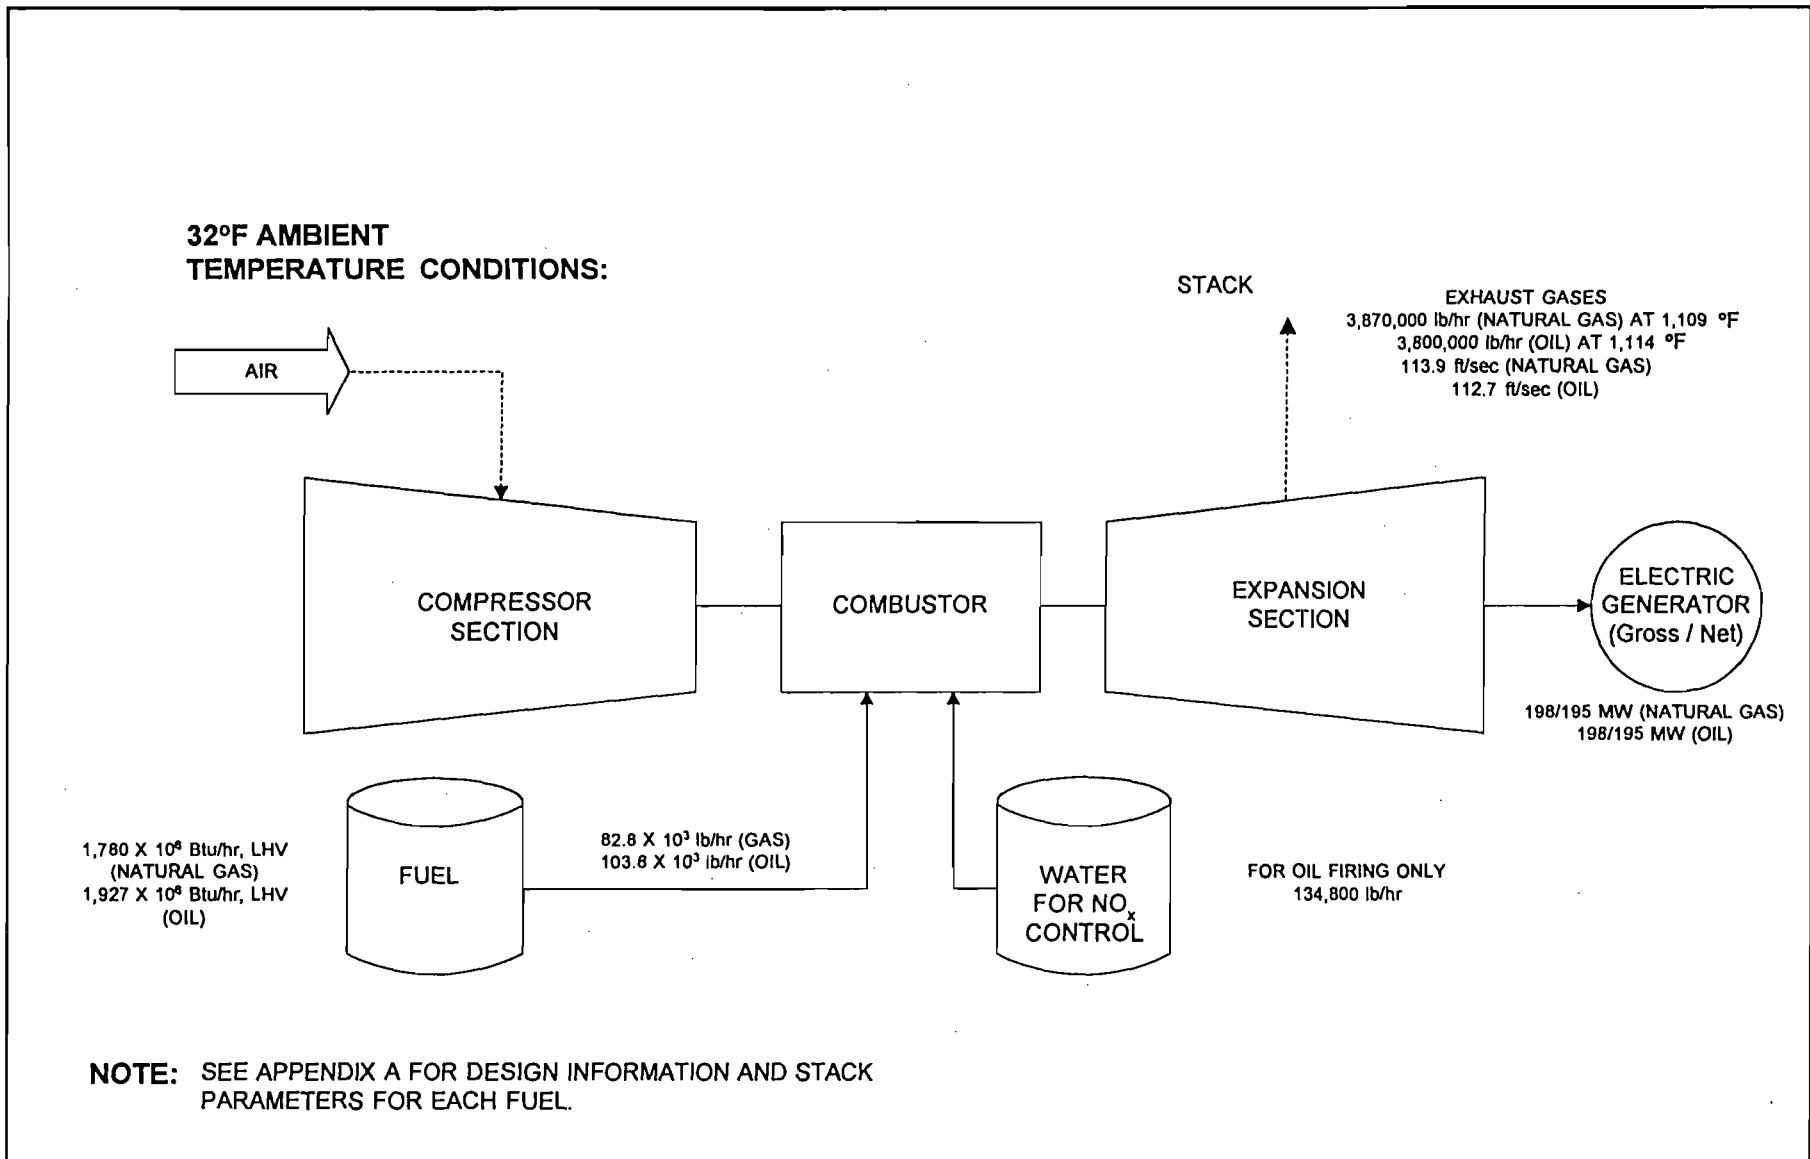 32ºF AMBIENT
TEMPERATURE CONDITIONS:
AIR
STACK
EXHAUST GASES
3,870,000 lb/hr (NATURAL GAS) AT 1,109 ºF
3,800,000 lb/hr (OIL) AT 1,114 ºF
113.9 ft/sec (NATURAL GAS)
112.7 ft/sec (OIL)
COMPRESSOR
SECTION
COMBUSTOR
EXPANSION
SECTION
ELECTRIC
GENERATOR
(Gross / Net)
198/195 MW (NATURAL GAS)
198/195 MW (OIL)
1,780 X 10⁶ Btu/hr, LHV
(NATURAL GAS)
1,927 X 10⁶ Btu/hr, LHV
(OIL)
FUEL
82.8 X 10³ lb/hr (GAS)
103.6 X 10³ lb/hr (OIL)
WATER
FOR NOₓ
CONTROL
FOR OIL FIRING ONLY
134,800 lb/hr
NOTE: SEE APPENDIX A FOR DESIGN INFORMATION AND STACK
PARAMETERS FOR EACH FUEL.